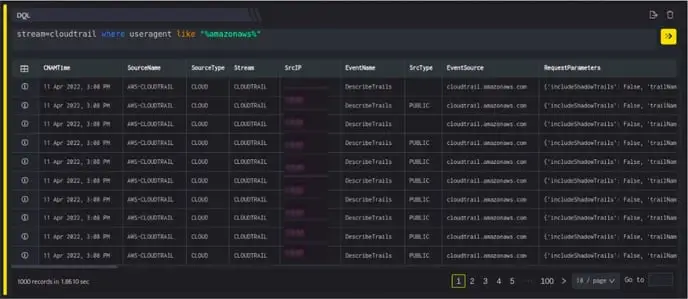 DQL
stream=cloudtrail where useragent like "%amazonaws%"
CNAMTime SourceName SourceType Stream SrcIP EventName SrcType EventSource RequestParameters
11 Apr 2022, 3:08 PM AWS-CLOUDTRAIL CLOUD CLOUDTRAIL DescribeTrails cloudtrail.amazonaws.com {'includeShadowTrails': False, 'trailNam
11 Apr 2022, 3:08 PM AWS-CLOUDTRAIL CLOUD CLOUDTRAIL DescribeTrails PUBLIC cloudtrail.amazonaws.com {'includeShadowTrails': False, 'trailNam
11 Apr 2022, 3:08 PM AWS-CLOUDTRAIL CLOUD CLOUDTRAIL DescribeTrails cloudtrail.amazonaws.com {'includeShadowTrails': False, 'trailNam
11 Apr 2022, 3:08 PM AWS-CLOUDTRAIL CLOUD CLOUDTRAIL DescribeTrails PUBLIC cloudtrail.amazonaws.com {'includeShadowTrails': False, 'trailNam
11 Apr 2022, 3:08 PM AWS-CLOUDTRAIL CLOUD CLOUDTRAIL DescribeTrails PUBLIC cloudtrail.amazonaws.com {'includeShadowTrails': False, 'trailNam
11 Apr 2022, 3:08 PM AWS-CLOUDTRAIL CLOUD CLOUDTRAIL DescribeTrails PUBLIC cloudtrail.amazonaws.com {'includeShadowTrails': False, 'trailNam
11 Apr 2022, 3:08 PM AWS-CLOUDTRAIL CLOUD CLOUDTRAIL DescribeTrails PUBLIC cloudtrail.amazonaws.com {'includeShadowTrails': False, 'trailNam
11 Apr 2022, 3:08 PM AWS-CLOUDTRAIL CLOUD CLOUDTRAIL DescribeTrails PUBLIC cloudtrail.amazonaws.com {'includeShadowTrails': False, 'trailNam
11 Apr 2022, 3:08 PM AWS-CLOUDTRAIL CLOUD CLOUDTRAIL DescribeTrails PUBLIC cloudtrail.amazonaws.com {'includeShadowTrails': False, 'trailNam
11 Apr 2022, 3:08 PM AWS-CLOUDTRAIL CLOUD CLOUDTRAIL DescribeTrails PUBLIC cloudtrail.amazonaws.com {'includeShadowTrails': False, 'trailNam
1000 records in 1.8610 sec 1 2 3 4 5 ··· 100 10 / page Go to